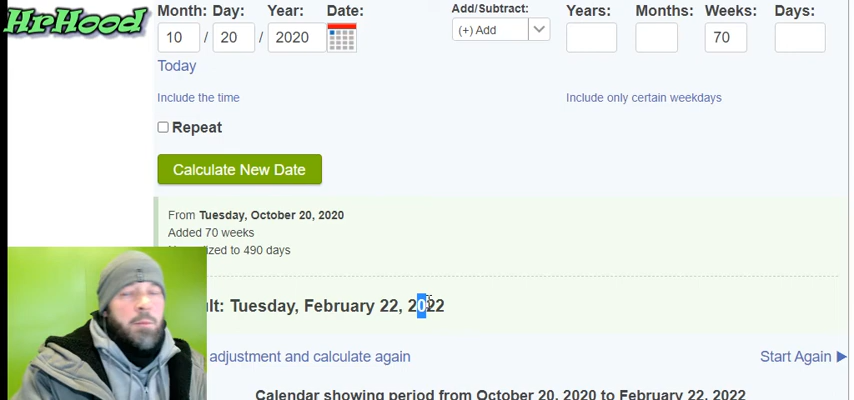 HrHood
Month: Day: Year: Date: Add/Subtract: Years: Months: Weeks: Days:
10 / 20 / 2020 (+) Add 70
Today
Include the time Include only certain weekdays
Repeat
Calculate New Date
From Tuesday, October 20, 2020
Added 70 weeks
ized to 490 days
ult: Tuesday, February 22, 2022
adjustment and calculate again Start Again
Calendar showing period from October 20, 2020 to February 22, 2022